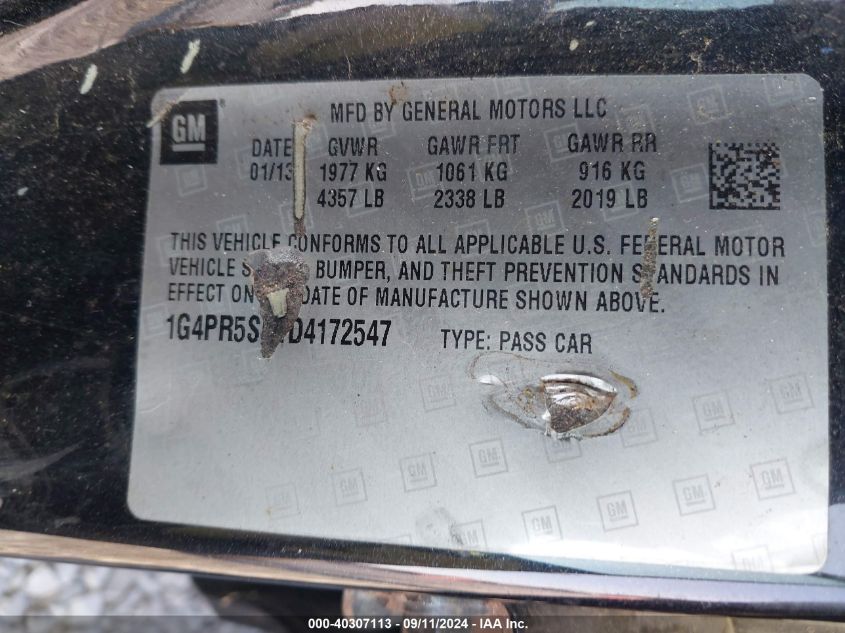 GM
MFD BY GENERAL MOTORS LLC
DATE GVWR GAWR FRT GAWR RR
01/13 1977 KG 1061 KG 916 KG
4357 LB 2338 LB 2019 LB
THIS VEHICLE CONFORMS TO ALL APPLICABLE U.S. FEDERAL MOTOR
VEHICLE BUMPER, AND THEFT PREVENTION STANDARDS IN
EFFECT ON DATE OF MANUFACTURE SHOWN ABOVE.
1G4PR5S D4172547 TYPE: PASS CAR
000-40307113 - 09/11/2024 - IAA Inc.